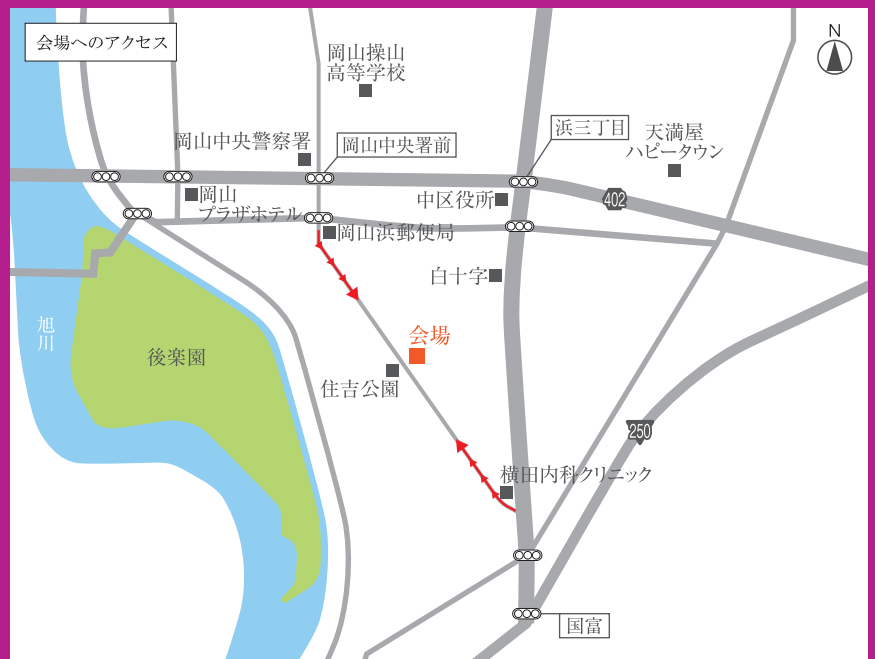 会場へのアクセス
N
岡山操山
高等学校
岡山中央警察署
岡山中央署前
浜三丁目
天満屋
ハピータウン
岡山
プラザホテル
中区役所
402
岡山浜郵便局
白十字
旭川
会場
後楽園
住吉公園
250
横田内科クリニック
国富